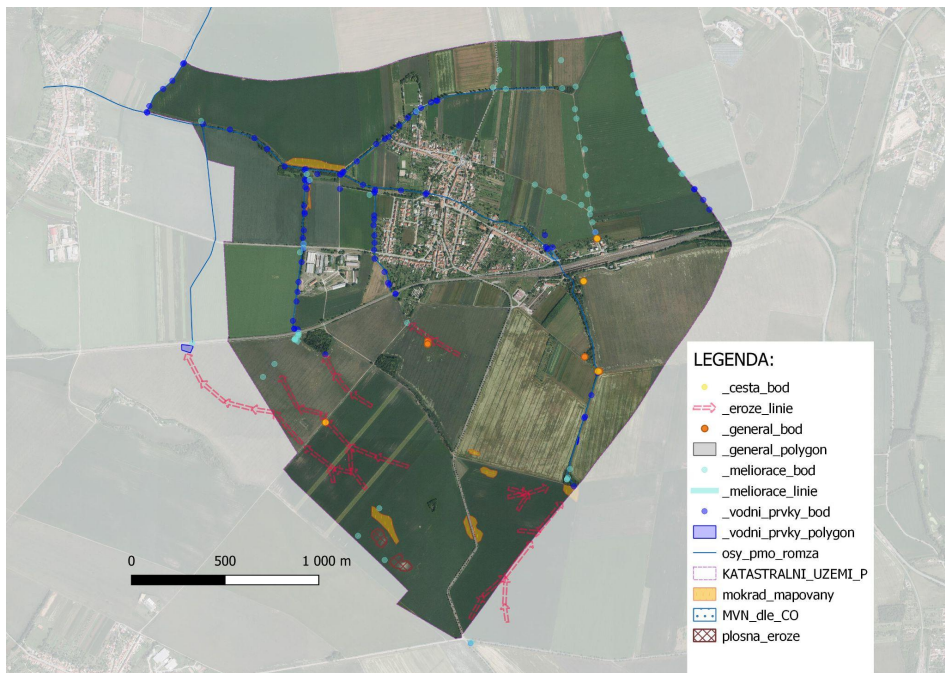 LEGENDA:
_cesta_bod
_eroze_linie
_general_bod
_general_polygon
_meliorace_bod
_meliorace_linie
_vodni_prvky_bod
_vodni_prvky_polygon
osy_pmo_romza
KATASTRALNI_UZEMI_P
mokrad_mapovany
MVN_dle_CO
plosna_eroze
0 500 1 000 m